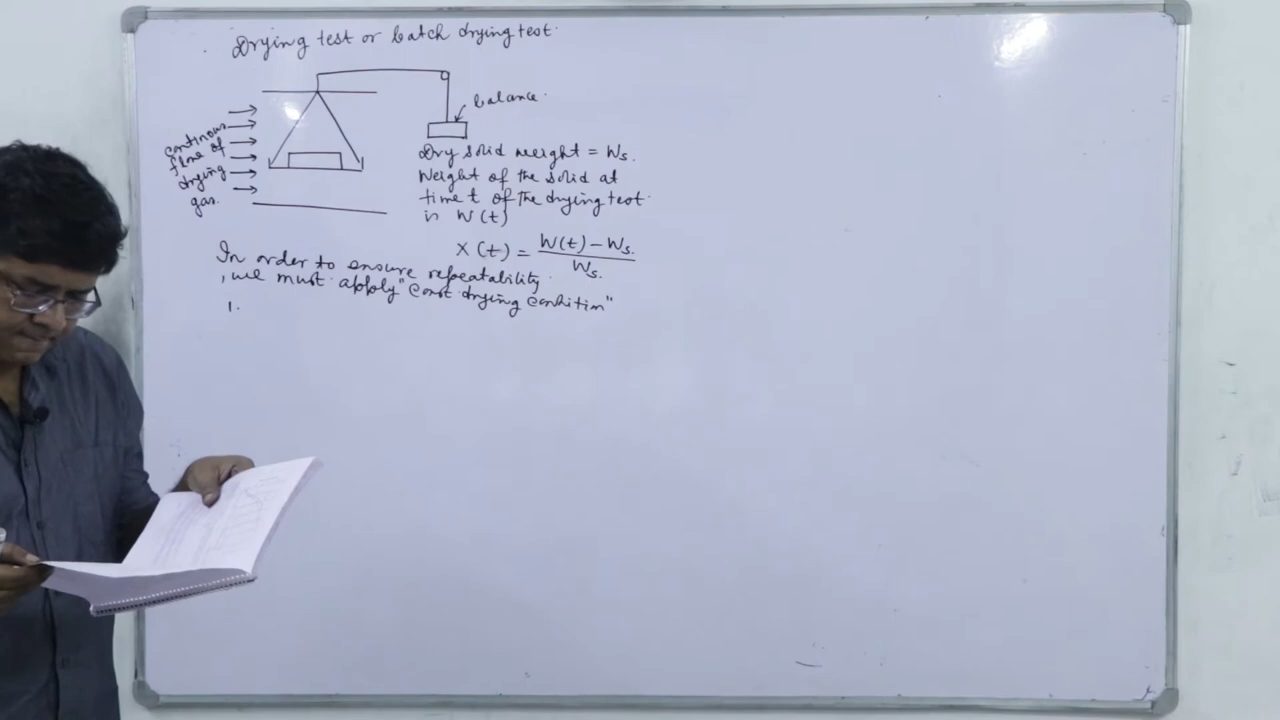 Drying test or batch drying test.
balance.
continous
flow of
drying
gas.
Dry solid weight = Ws.
Weight of the solid at
time t of the drying test
is W(t)
X(t) = W(t) - Ws. / Ws.
In order to ensure repeatability
, we must apply "Const. drying condition"
1.